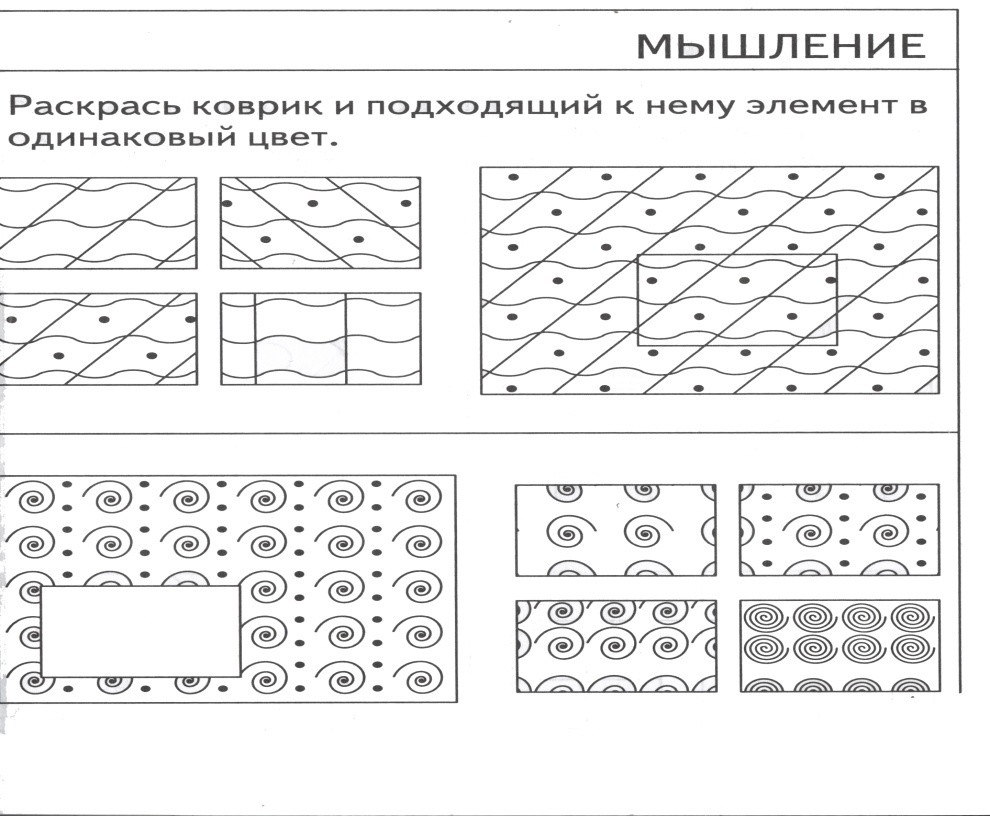 МЫШЛЕНИЕ
Раскрась коврик и подходящий к нему элемент в
одинаковый цвет.